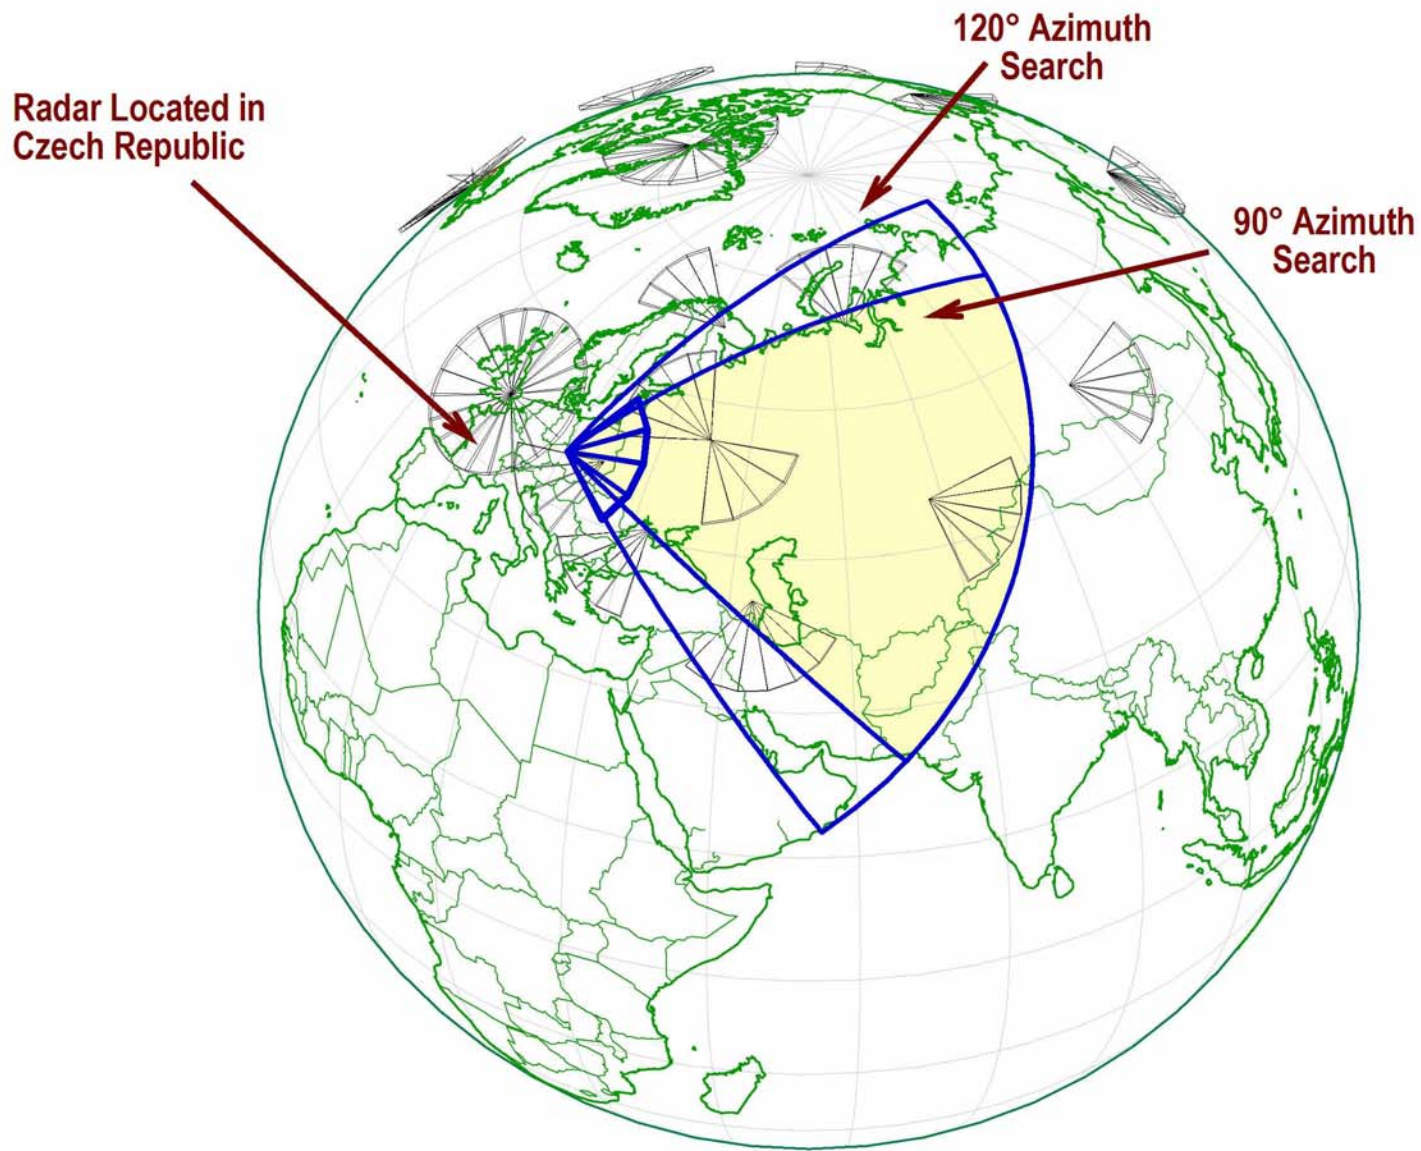 120° Azimuth
Search
Radar Located in
Czech Republic
90° Azimuth
Search